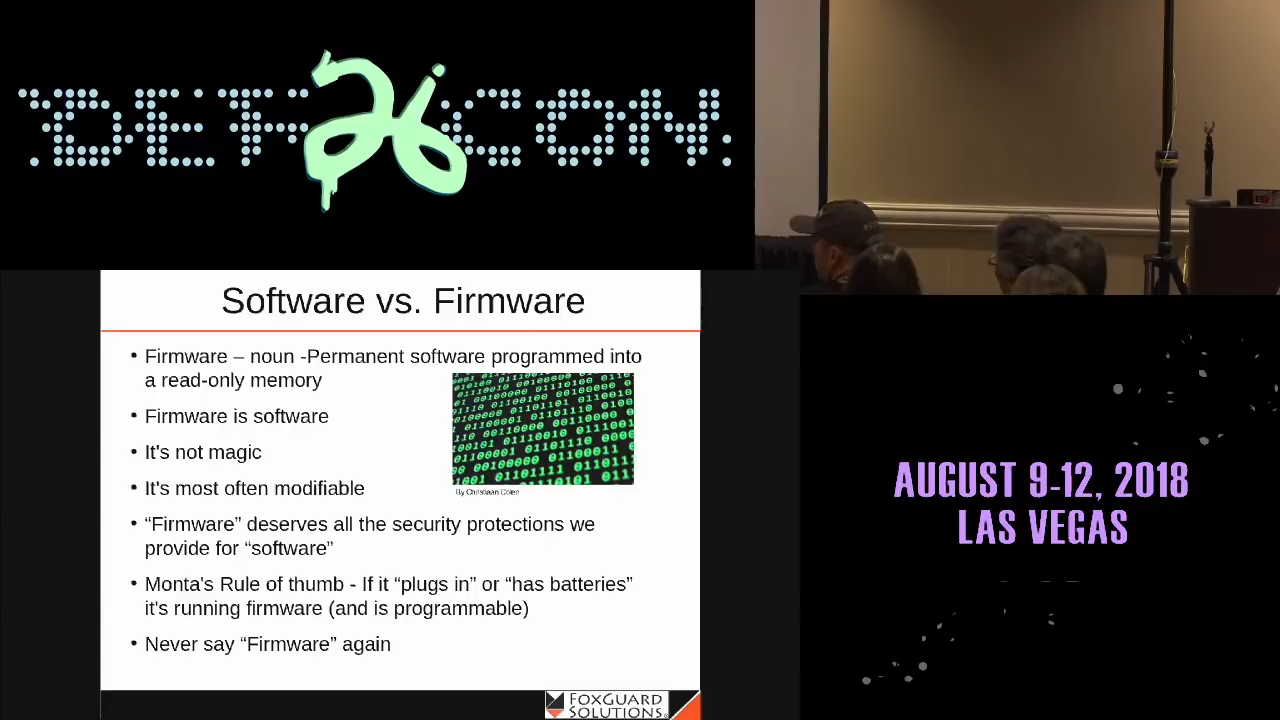 DEF 26 CON
Software vs. Firmware
• Firmware – noun -Permanent software programmed into
a read-only memory
• Firmware is software
• It's not magic
• It's most often modifiable
• “Firmware” deserves all the security protections we
provide for “software”
• Monta's Rule of thumb - If it “plugs in” or “has batteries”
it's running firmware (and is programmable)
• Never say “Firmware” again
By Christiaan Colen
FOXGUARD
SOLUTIONS
AUGUST 9-12, 2018
LAS VEGAS